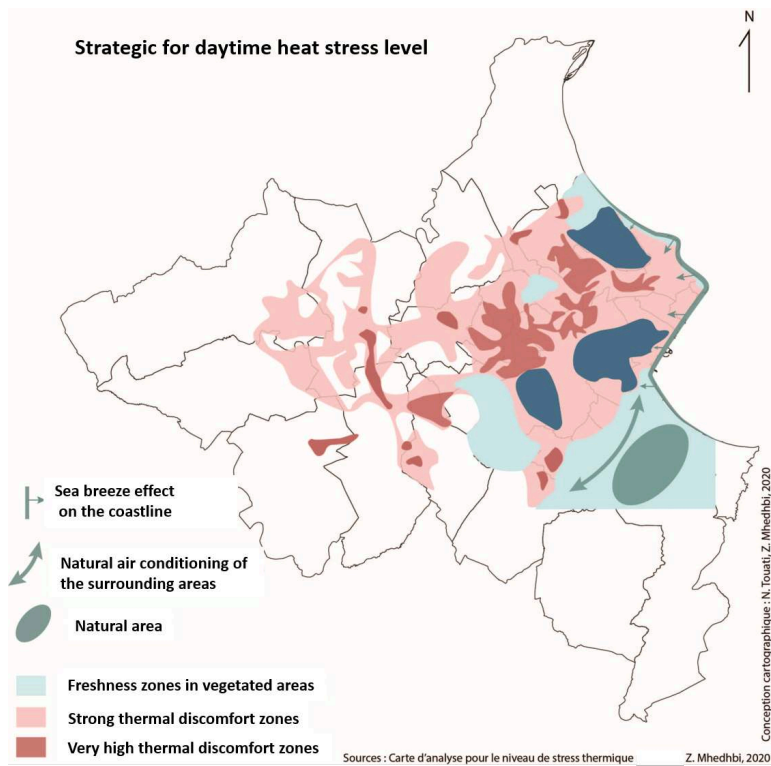 N
Strategic for daytime heat stress level
Sea breeze effect
on the coastline
Natural air conditioning of
the surrounding areas
Natural area
Freshness zones in vegetated areas
Strong thermal discomfort zones
Very high thermal discomfort zones
Sources : Carte d'analyse pour le niveau de stress thermique Z. Mhedhbi, 2020
Conception cartographique : N. Touati, Z. Mhedhbi, 2020